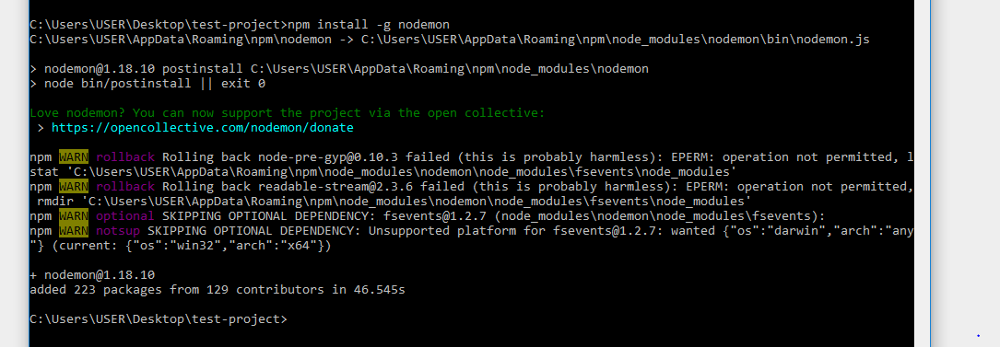 C:\Users\USER\Desktop\test-project>npm install -g nodemon
C:\Users\USER\AppData\Roaming\npm\nodemon -> C:\Users\USER\AppData\Roaming\npm\node_modules\nodemon\bin\nodemon.js
> nodemon@1.18.10 postinstall C:\Users\USER\AppData\Roaming\npm\node_modules\nodemon
> node bin/postinstall || exit 0
Love nodemon? You can now support the project via the open collective:
> https://opencollective.com/nodemon/donate
npm WARN rollback Rolling back node-pre-gyp@0.10.3 failed (this is probably harmless): EPERM: operation not permitted, l
stat 'C:\Users\USER\AppData\Roaming\npm\node_modules\nodemon\node_modules\fsevents\node_modules'
npm WARN rollback Rolling back readable-stream@2.3.6 failed (this is probably harmless): EPERM: operation not permitted,
rmdir 'C:\Users\USER\AppData\Roaming\npm\node_modules\nodemon\node_modules\fsevents\node_modules'
npm WARN optional SKIPPING OPTIONAL DEPENDENCY: fsevents@1.2.7 (node_modules\nodemon\node_modules\fsevents):
npm WARN notsup SKIPPING OPTIONAL DEPENDENCY: Unsupported platform for fsevents@1.2.7: wanted {"os":"darwin","arch":"any
"} (current: {"os":"win32","arch":"x64"})
+ nodemon@1.18.10
added 223 packages from 129 contributors in 46.545s
C:\Users\USER\Desktop\test-project>